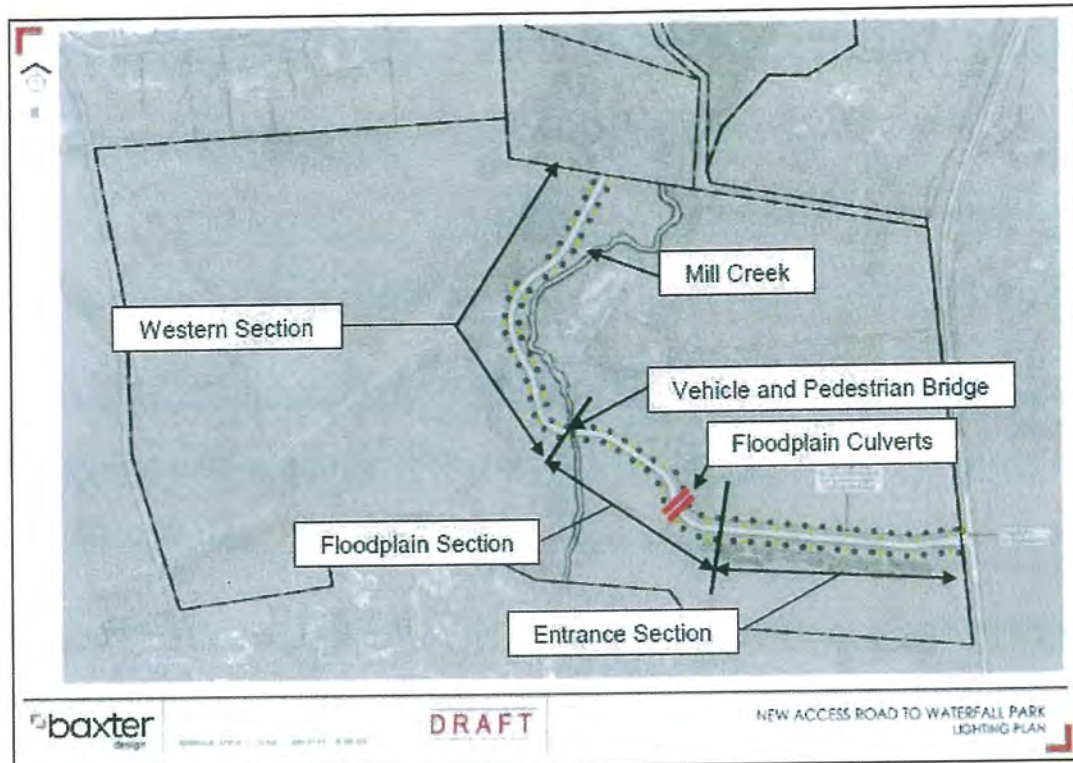 Mill Creek
Western Section
Vehicle and Pedestrian Bridge
Floodplain Culverts
Floodplain Section
Entrance Section
baxter
design
DRAFT
NEW ACCESS ROAD TO WATERFALL PARK
LIGHTING PLAN